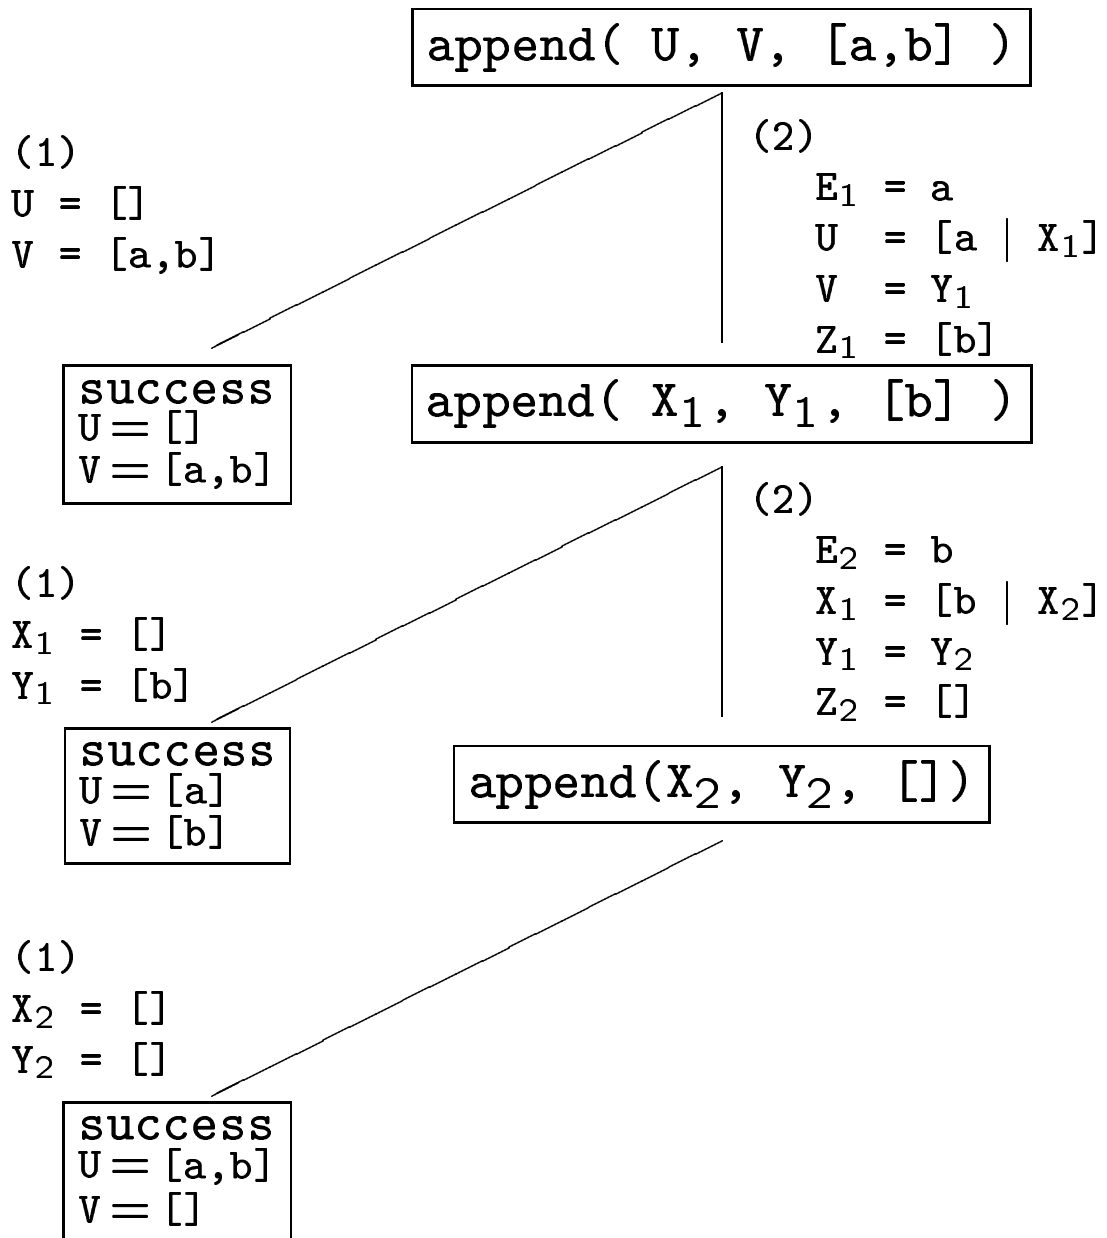 append( U, V, [a,b] )
(1)
U = []
V = [a,b]
(2)
E₁ = a
U = [a | X₁]
V = Y₁
Z₁ = [b]
success
U = []
V = [a,b]
append( X₁, Y₁, [b] )
(1)
X₁ = []
Y₁ = [b]
(2)
E₂ = b
X₁ = [b | X₂]
Y₁ = Y₂
Z₂ = []
success
U = [a]
V = [b]
append(X₂, Y₂, [])
(1)
X₂ = []
Y₂ = []
success
U = [a,b]
V = []